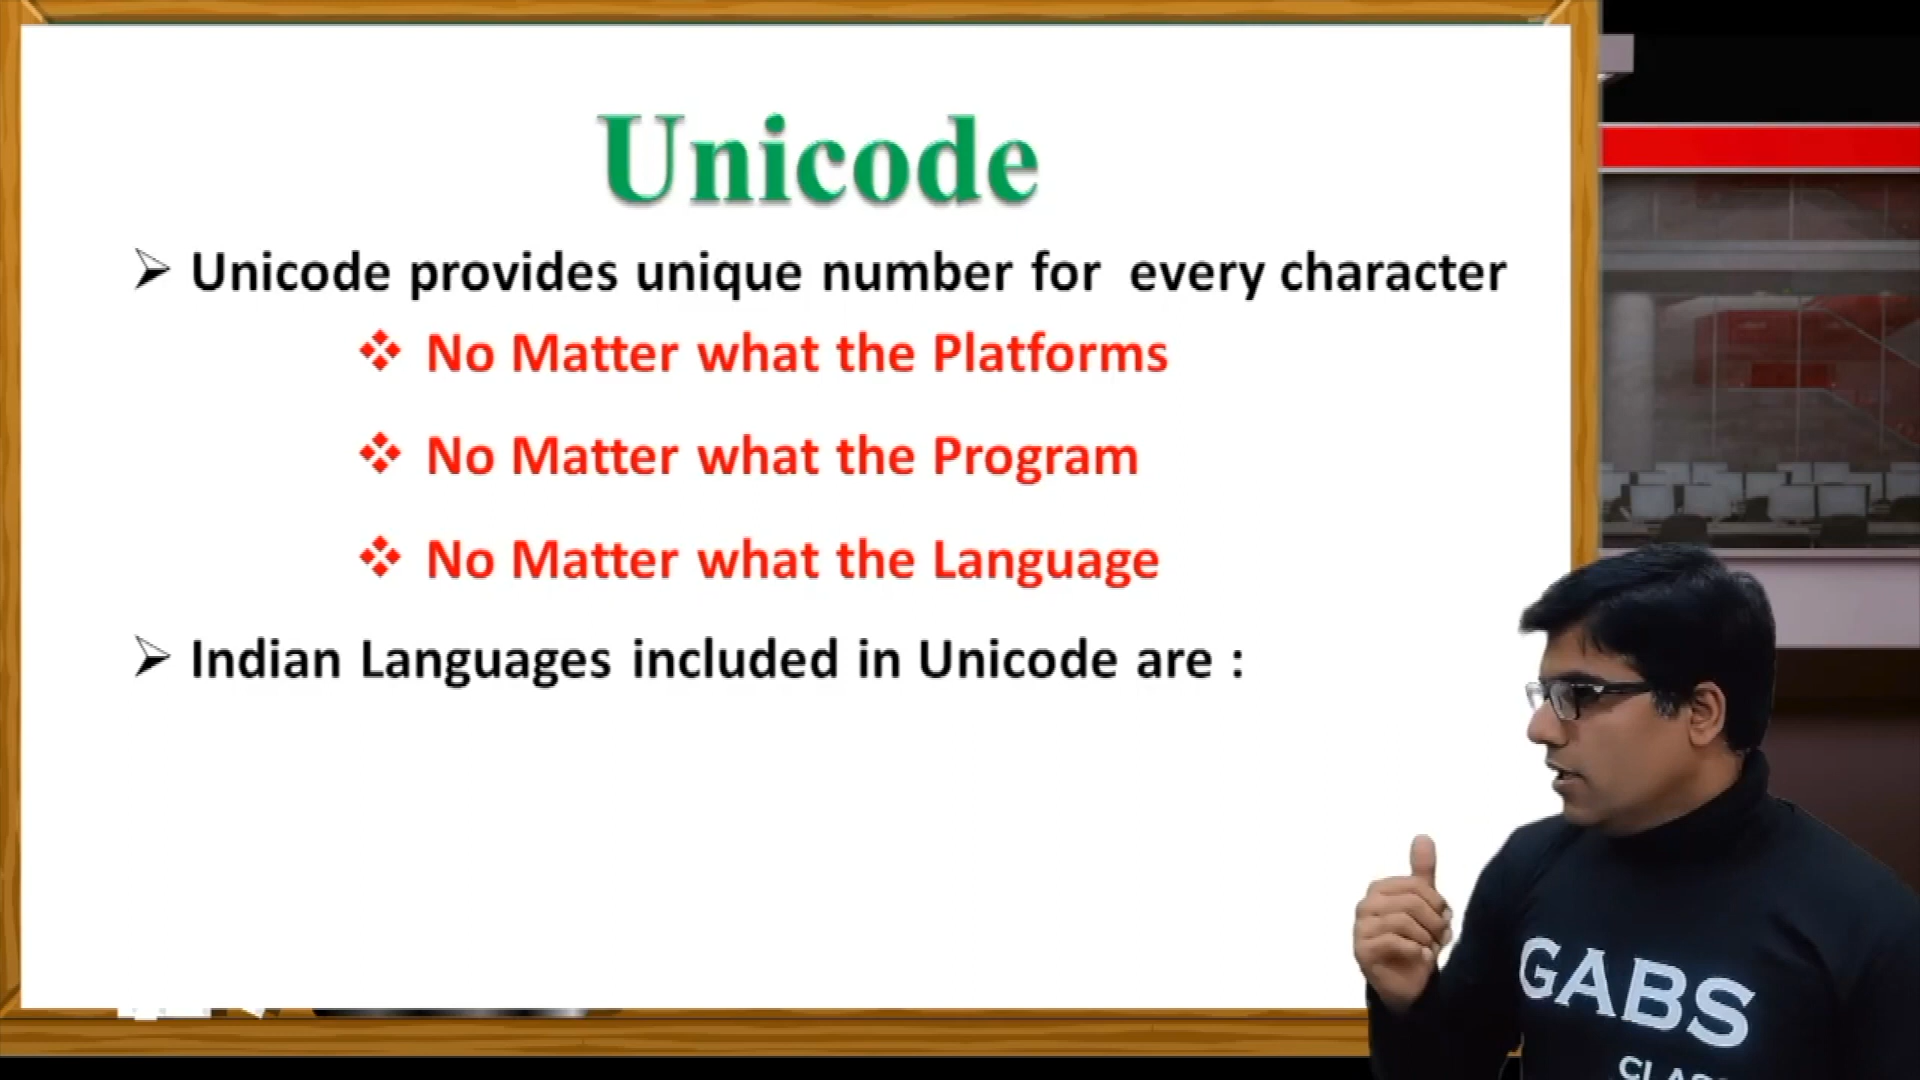 Unicode
Unicode provides unique number for every character
No Matter what the Platforms
No Matter what the Program
No Matter what the Language
Indian Languages included in Unicode are :
GABS